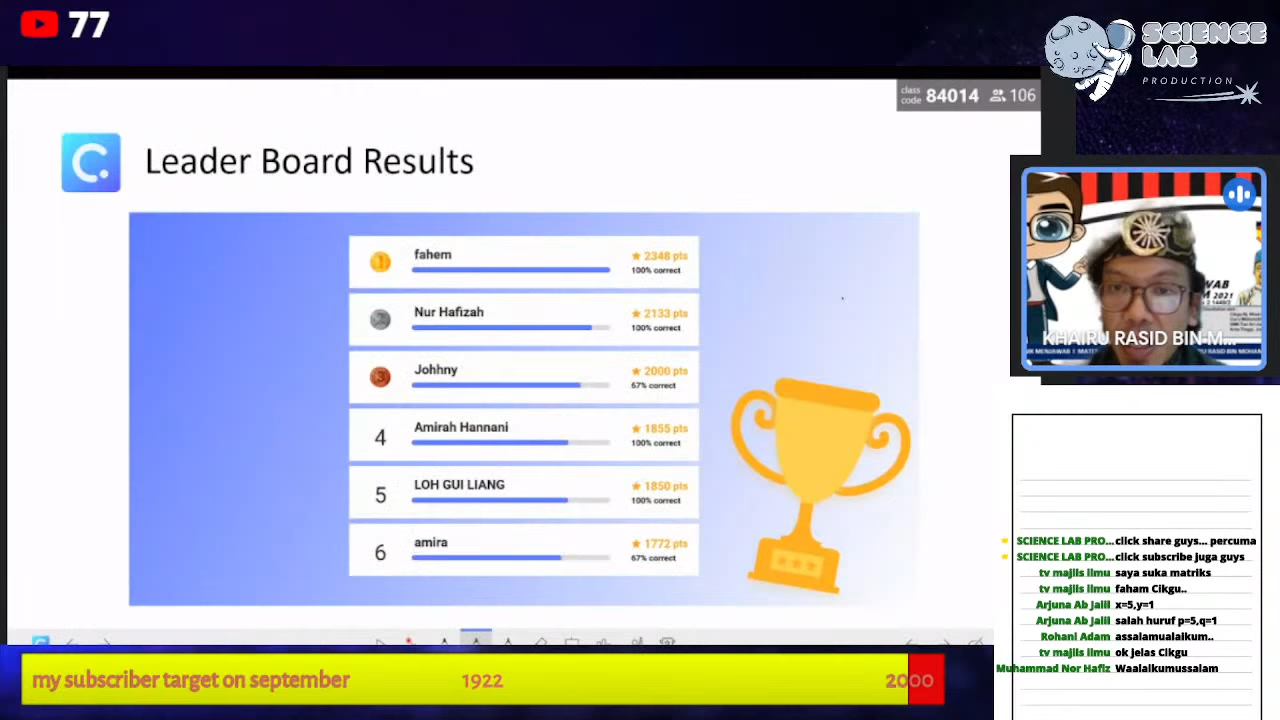 77
SCIENCE
LAB
PRODUCTION
class
code 84014 106
C.
Leader Board Results
1 fahem 2348 pts
100% correct
2 Nur Hafizah 2133 pts
100% correct
3 Johhny 2000 pts
67% correct
4 Amirah Hannani 1855 pts
100% correct
5 LOH GUI LIANG 1850 pts
100% correct
6 amira 1772 pts
67% correct
WAB
M 2021
KHAIRU RASID BIN M...
SCIENCE LAB PRO... click share guys... percuma
SCIENCE LAB PRO... click subscribe juga guys
tv majlis ilmu saya suka matriks
tv majlis ilmu faham Cikgu..
Arjuna Ab Jalil x=5,y=1
Arjuna Ab Jalil salah huruf p=5,q=1
Rohani Adam assalamualaikum..
tv majlis ilmu ok jelas Cikgu
Muhammad Nor Hafiz Waalaikumussalam
my subscriber target on september 1922 2000